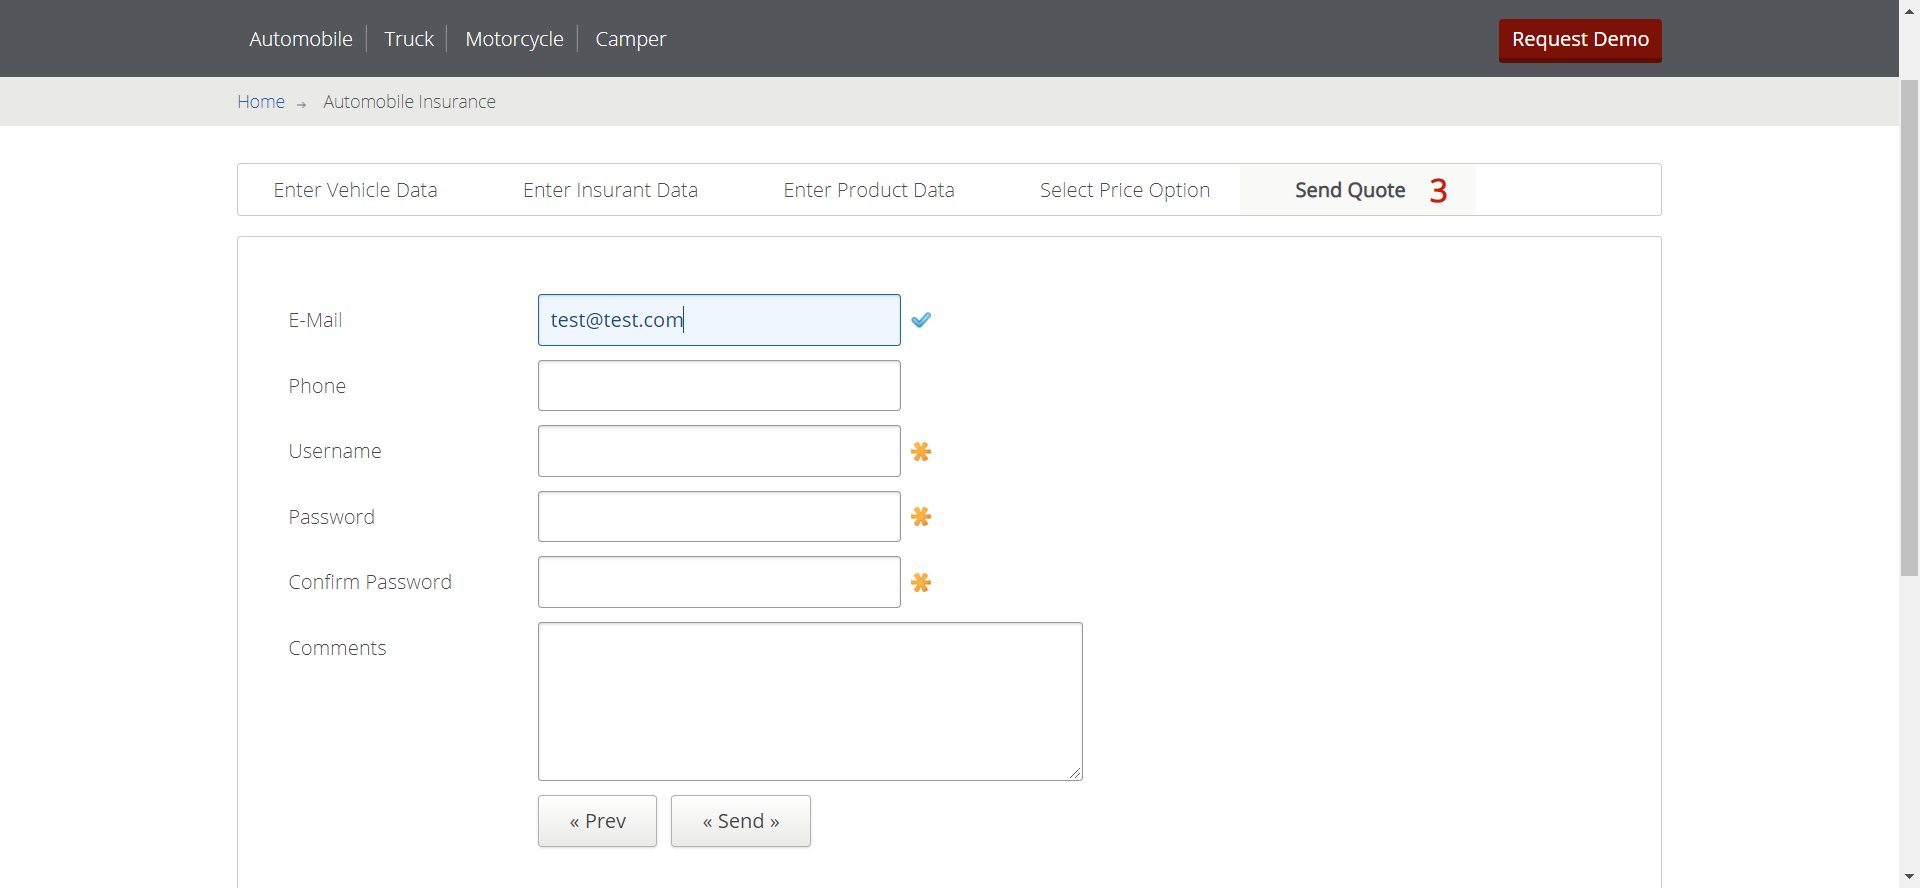 Automobile Truck Motorcycle Camper Request Demo
Home → Automobile Insurance
Enter Vehicle Data Enter Insurant Data Enter Product Data Select Price Option Send Quote 3
E-Mail test@test.com
Phone
Username
Password
Confirm Password
Comments
« Prev « Send »